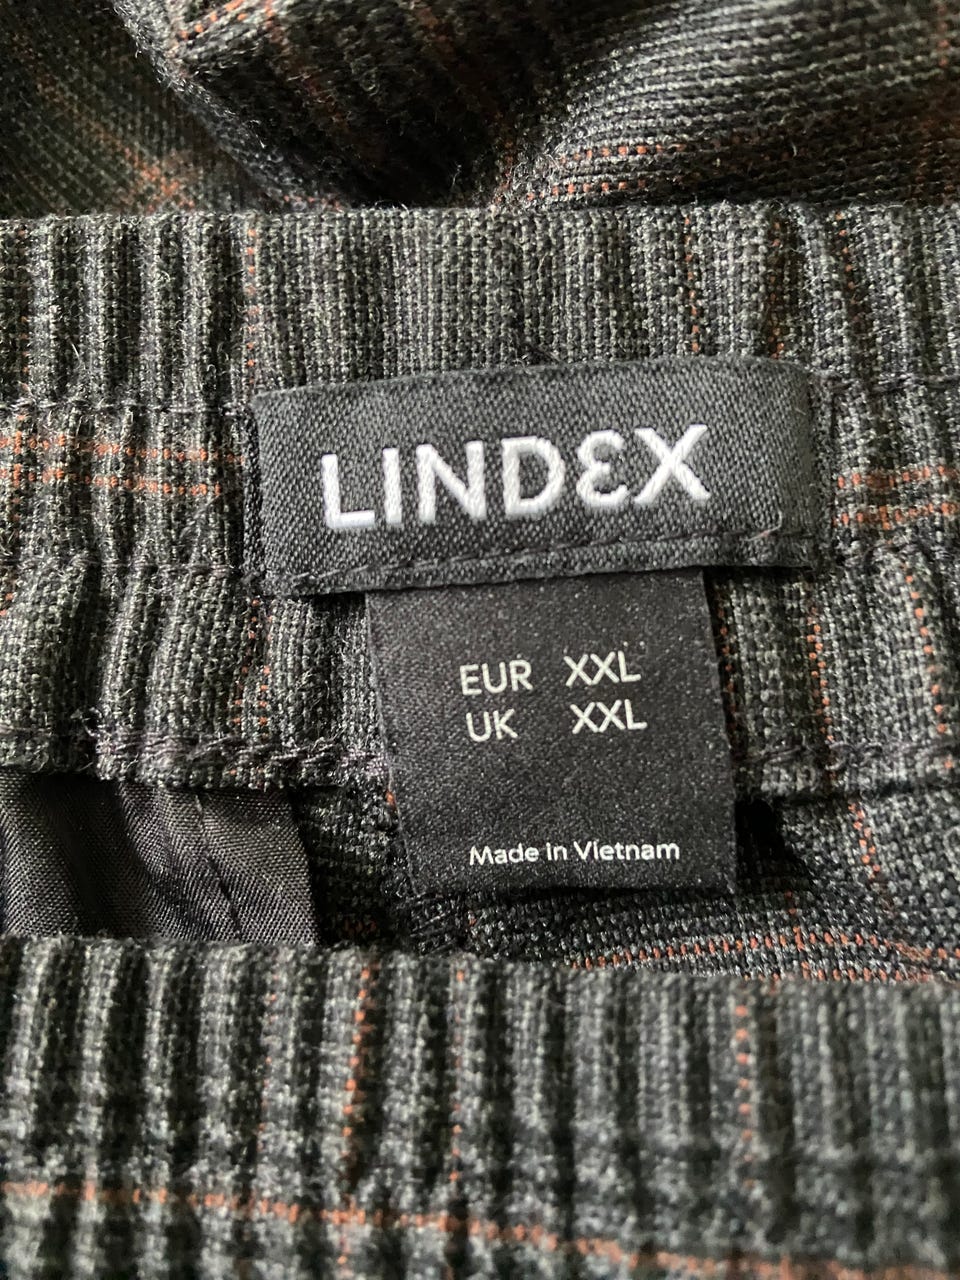 LINDEX
EUR XXL
UK XXL
Made in Vietnam